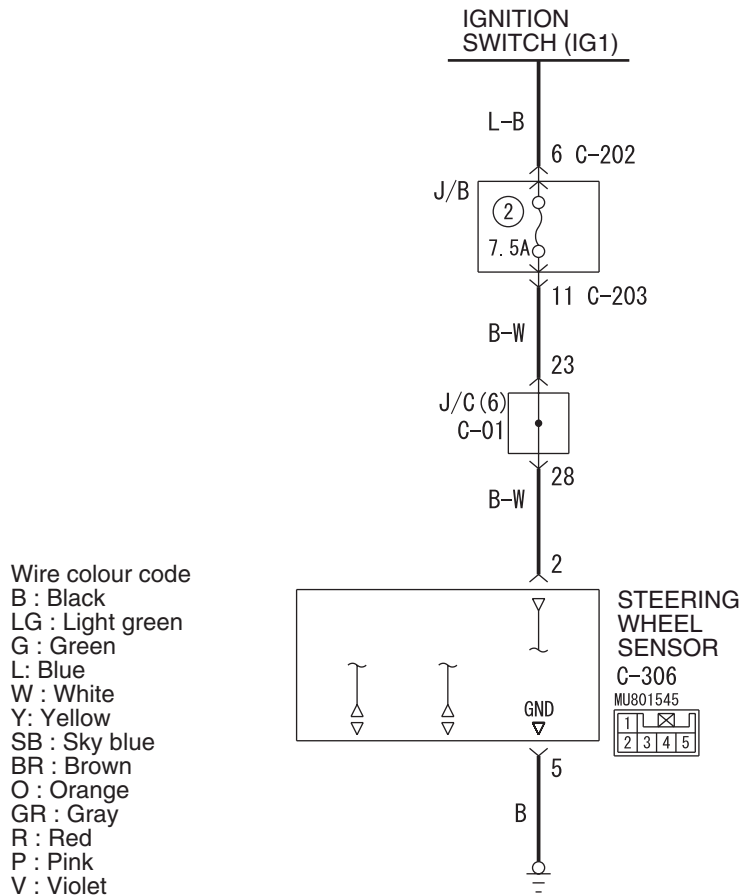 IGNITION
SWITCH (IG1)
L-B
6 C-202
J/B
2
7.5A
11 C-203
B-W
23
J/C(6)
C-01
28
B-W
2
Wire colour code
B : Black
LG : Light green
G : Green
L: Blue
W : White
Y: Yellow
SB : Sky blue
BR : Brown
O : Orange
GR : Gray
R : Red
P : Pink
V : Violet
STEERING
WHEEL
SENSOR
C-306
MU801545
1
2 3 4 5
GND
5
B